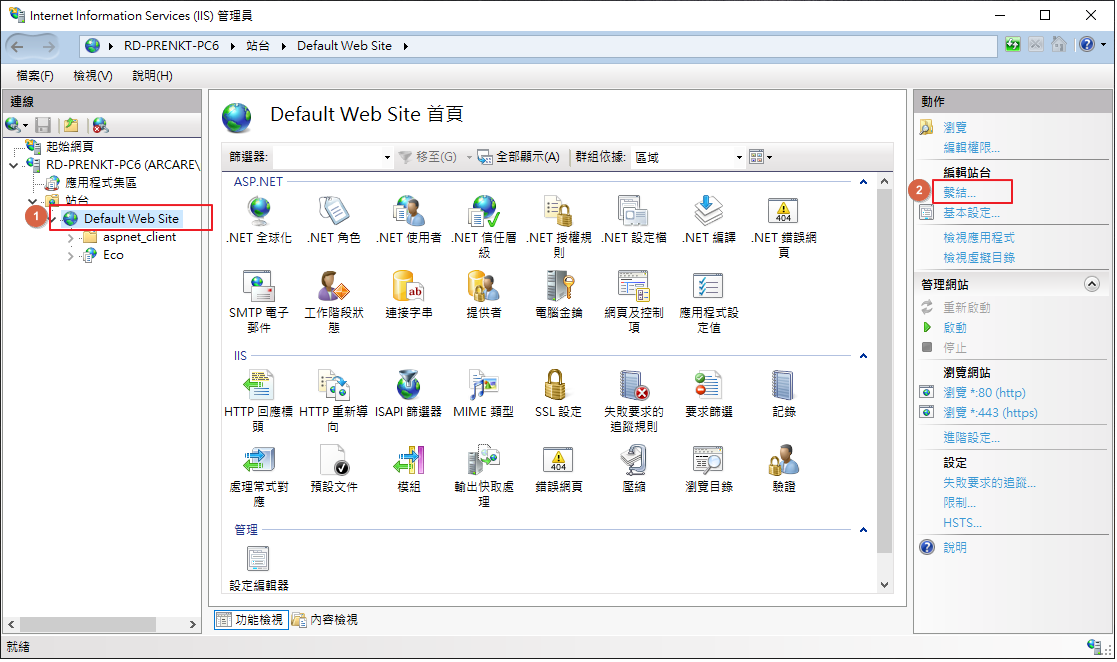 Internet Information Services (IIS) 管理員
RD-PRENKT-PC6 站台 Default Web Site
檔案(F) 檢視(V) 說明(H)
連線
起始網頁
RD-PRENKT-PC6 (ARCARE\
應用程式集區
站台
1
Default Web Site
aspnet_client
Eco
Default Web Site 首頁
篩選器: 移至(G) 全部顯示(A) 群組依據: 區域
ASP.NET
.NET 全球化
.NET 角色
.NET 使用者
.NET 信任層
級
.NET 授權規
則
.NET 設定檔
.NET 編譯
.NET 錯誤網
頁
SMTP 電子
郵件
工作階段狀
態
連接字串
提供者
電腦金鑰
網頁及控制
項
應用程式設
定值
IIS
HTTP 回應標
頭
HTTP 重新導
向
ISAPI 篩選器
MIME 類型
SSL 設定
失敗要求的
追蹤規則
要求篩選
記錄
處理常式對
應
預設文件
模組
輸出快取處
理
錯誤網頁
壓縮
瀏覽目錄
驗證
管理
設定編輯器
功能檢視 內容檢視
動作
瀏覽
編輯權限...
編輯站台
2
繫結...
基本設定...
檢視應用程式
檢視虛擬目錄
管理網站
重新啟動
啟動
停止
瀏覽網站
瀏覽 *:80 (http)
瀏覽 *:443 (https)
進階設定...
設定
失敗要求的追蹤...
限制...
HSTS...
說明
就緒